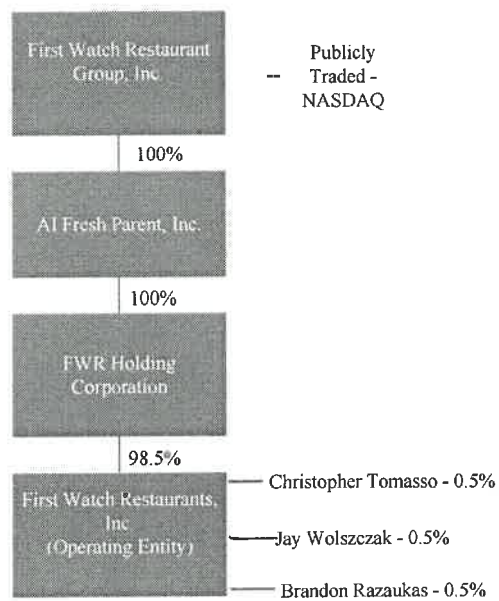 First Watch Restaurant
Group, Inc.
-- Publicly
Traded -
NASDAQ
100%
AI Fresh Parent, Inc.
100%
FWR Holding
Corporation
98.5%
First Watch Restaurants,
Inc
(Operating Entity)
Christopher Tomasso - 0.5%
Jay Wolszczak - 0.5%
Brandon Razaukas - 0.5%